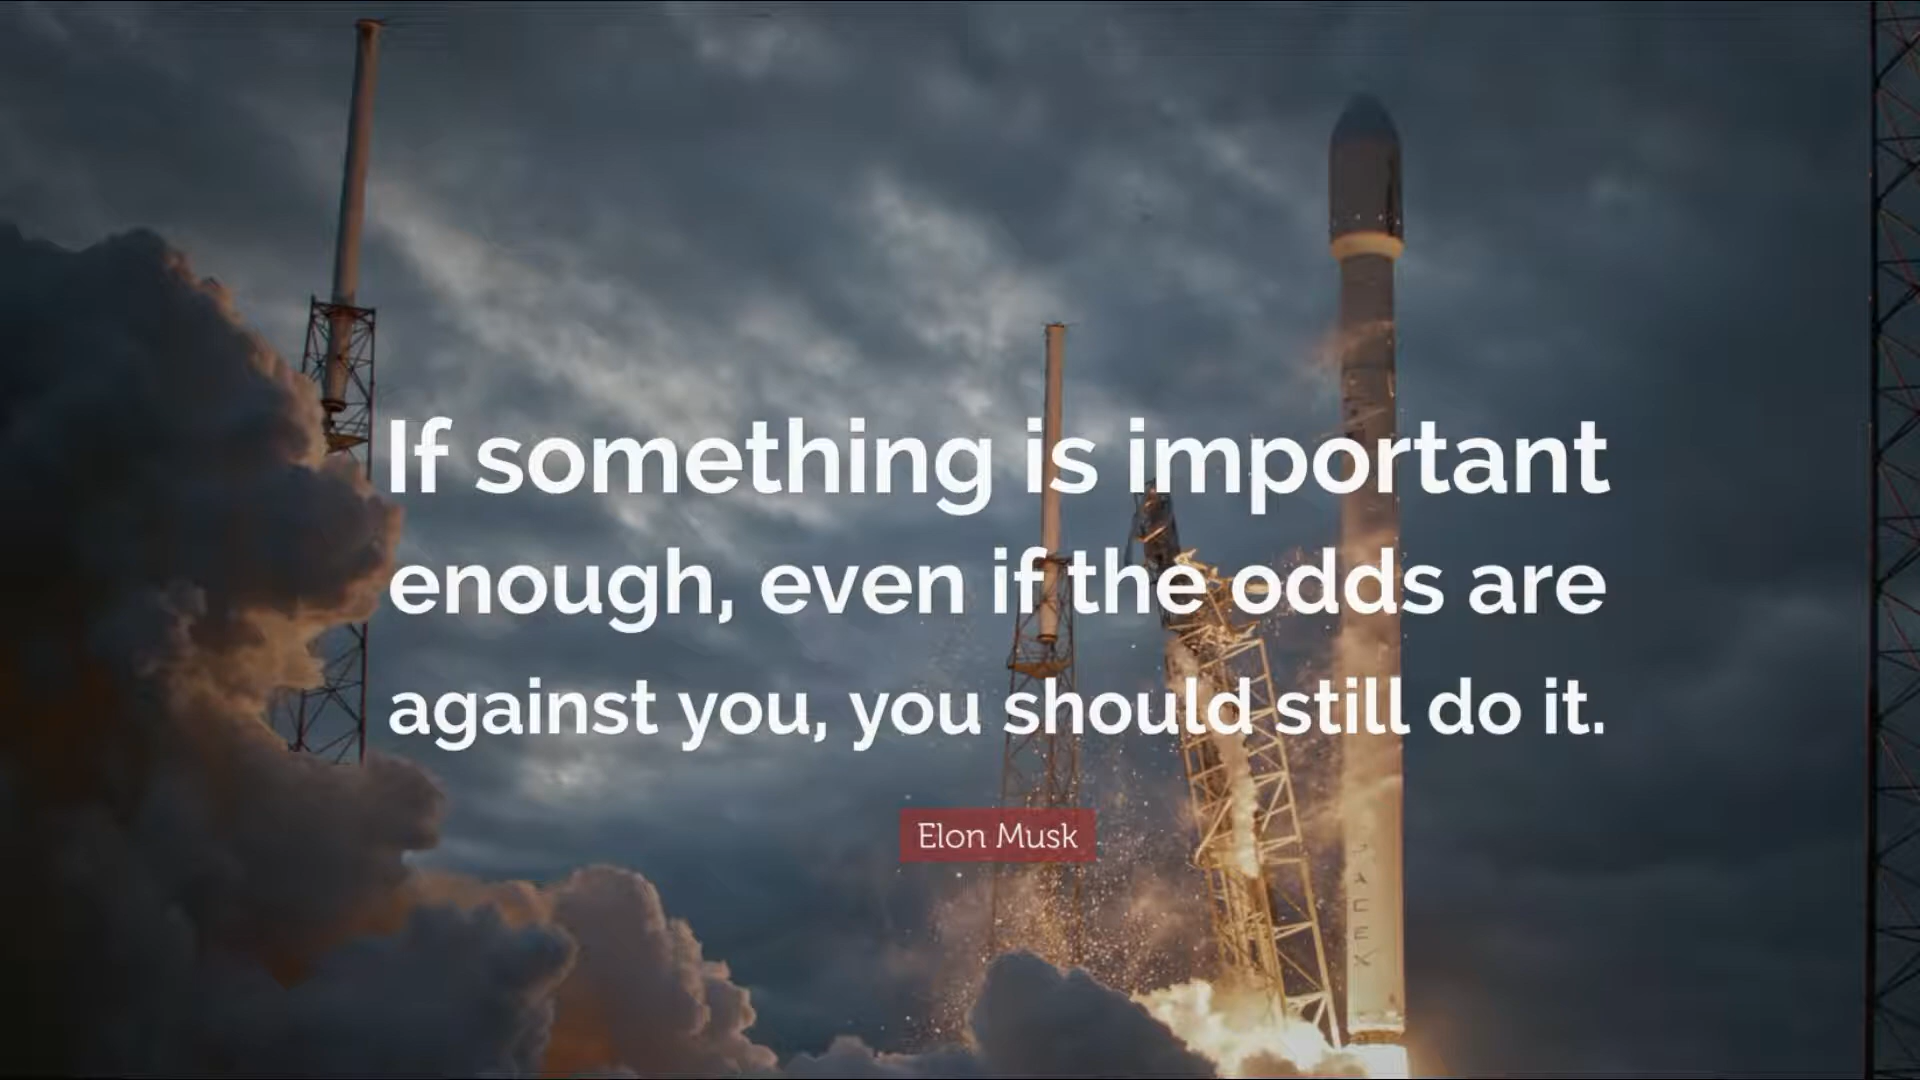 If something is important
enough, even if the odds are
against you, you should still do it.
Elon Musk
SPACEX